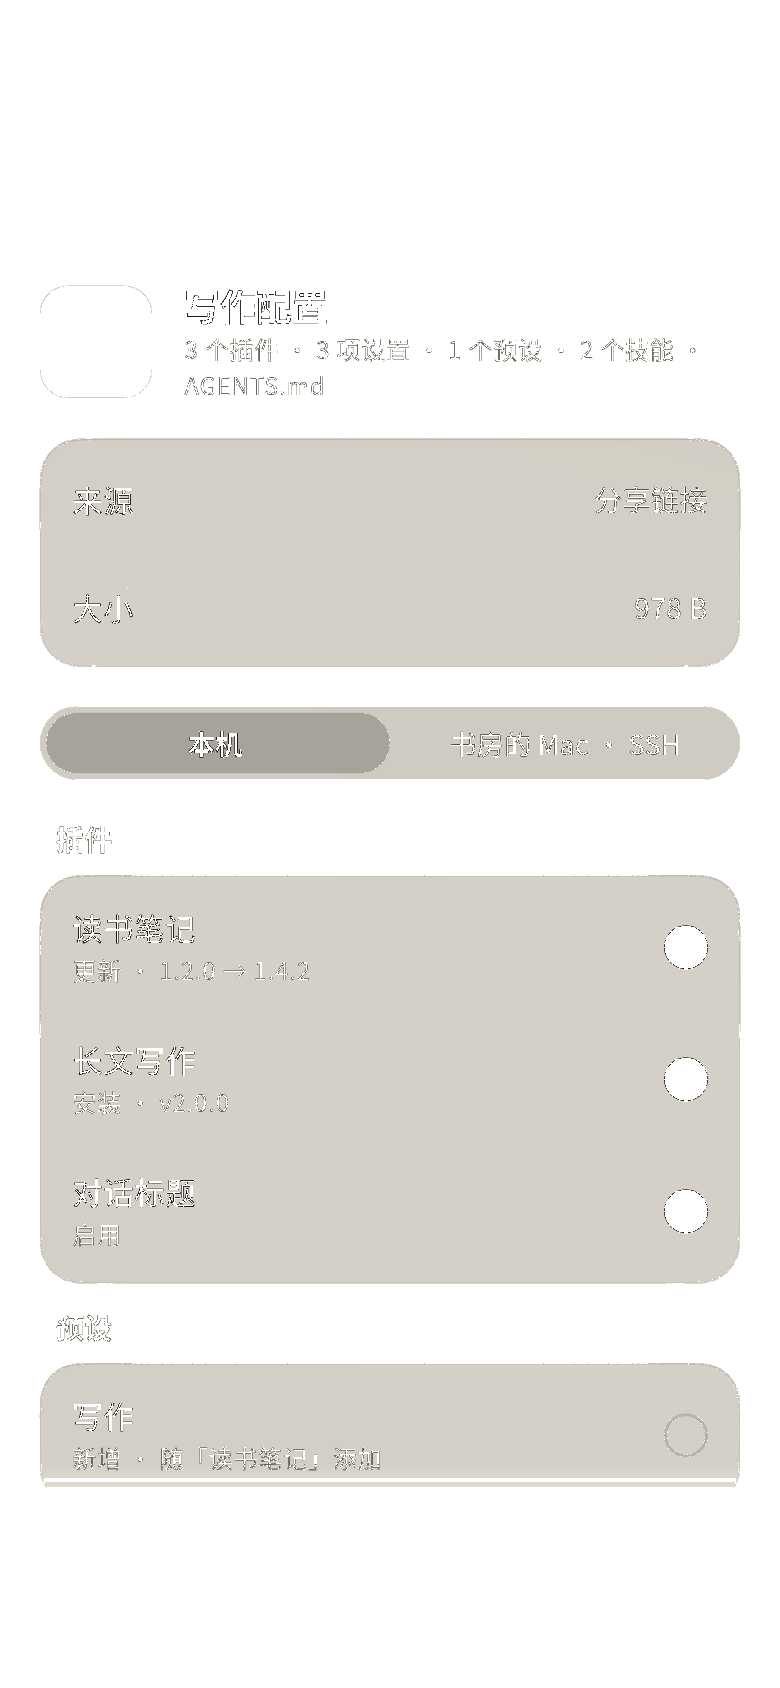 写作配置
3 个插件 · 3 项设置 · 1 个预设 · 2 个技能 ·
AGENTS.md
来源 分享链接
大小 978 B
本机 书房的 Mac · SSH
插件
读书笔记
更新 · 1.2.0 → 1.4.2
长文写作
安装 · v2.0.0
对话标题
启用
预设
写作
新增 · 随「读书笔记」添加